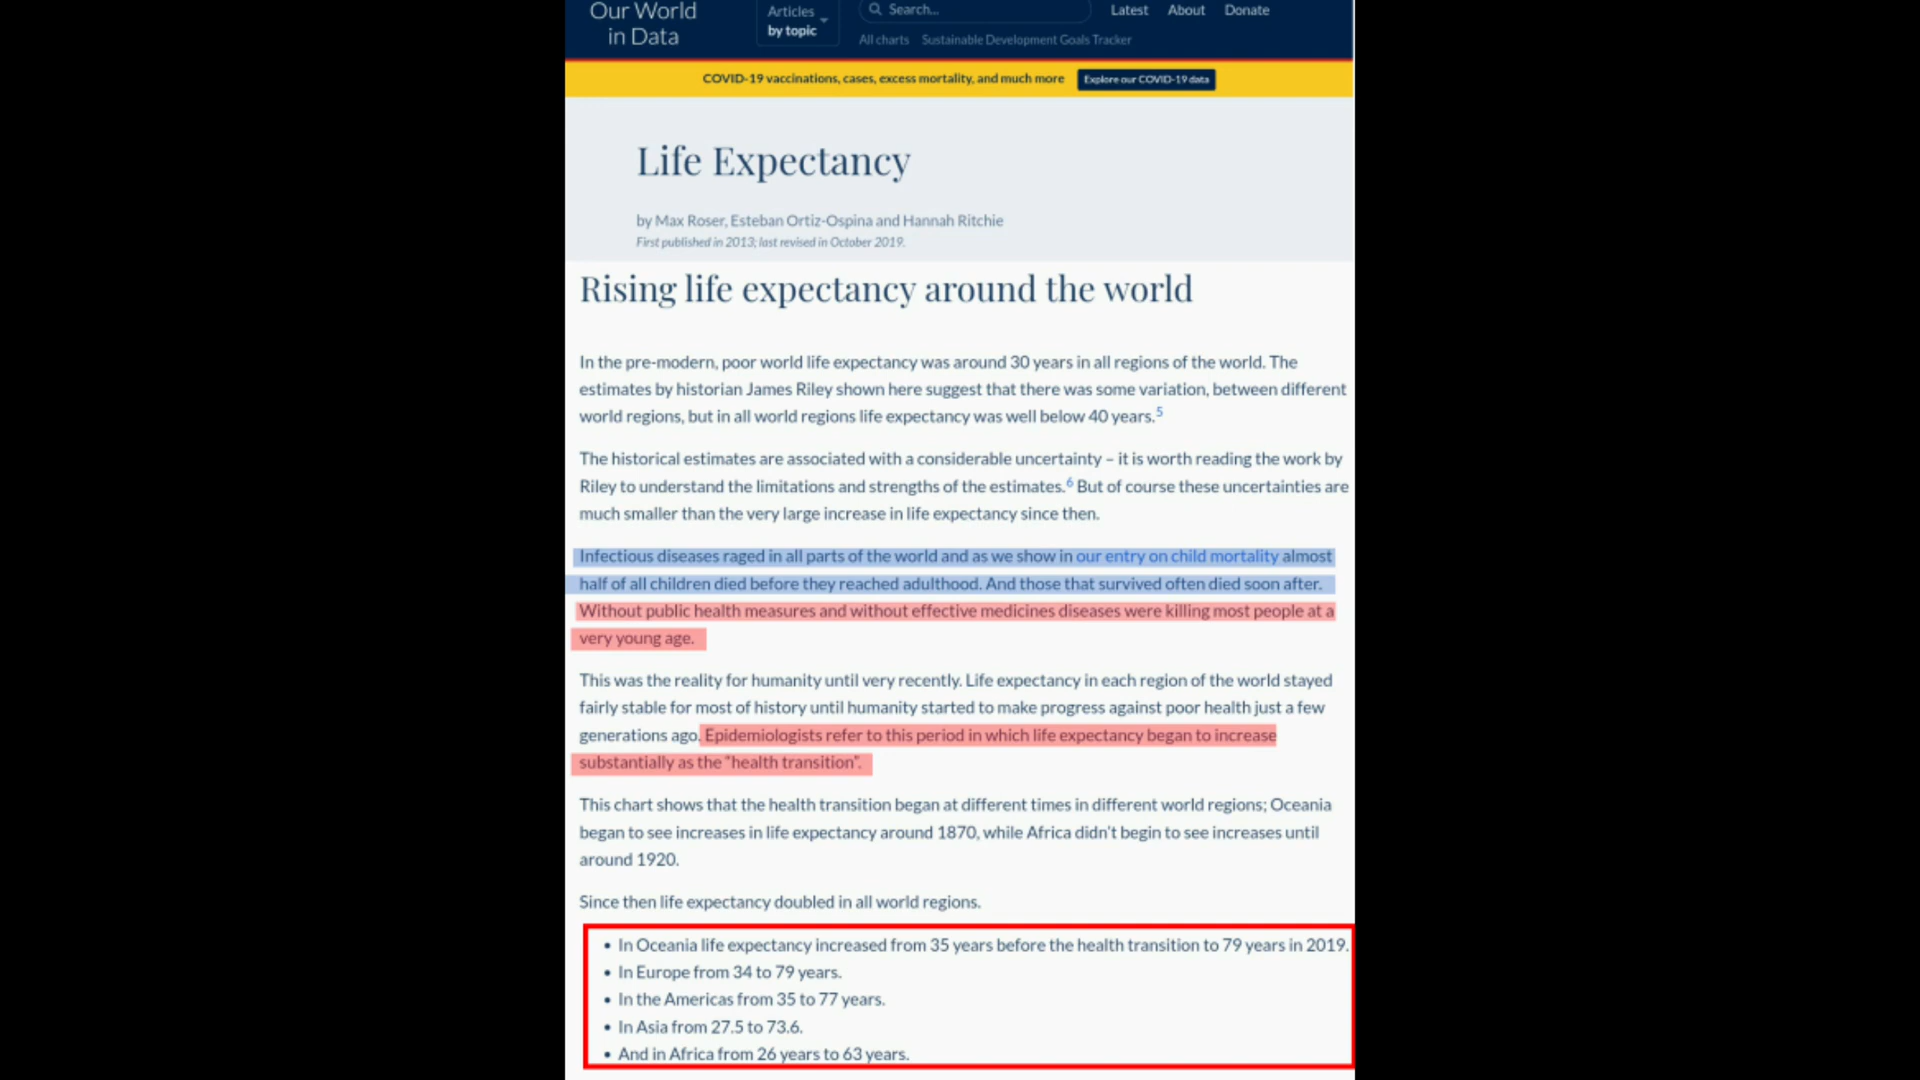 Our World
in Data
Articles
by topic
Search...
Latest
About
Donate
All charts
Sustainable Development Goals Tracker
COVID-19 vaccinations, cases, excess mortality, and much more
Explore our COVID-19 data
Life Expectancy
by Max Roser, Esteban Ortiz-Ospina and Hannah Ritchie
First published in 2013; last revised in October 2019.
Rising life expectancy around the world
In the pre-modern, poor world life expectancy was around 30 years in all regions of the world. The
estimates by historian James Riley shown here suggest that there was some variation, between different
world regions, but in all world regions life expectancy was well below 40 years.5
The historical estimates are associated with a considerable uncertainty – it is worth reading the work by
Riley to understand the limitations and strengths of the estimates.6 But of course these uncertainties are
much smaller than the very large increase in life expectancy since then.
Infectious diseases raged in all parts of the world and as we show in our entry on child mortality almost
half of all children died before they reached adulthood. And those that survived often died soon after.
Without public health measures and without effective medicines diseases were killing most people at a
very young age.
This was the reality for humanity until very recently. Life expectancy in each region of the world stayed
fairly stable for most of history until humanity started to make progress against poor health just a few
generations ago. Epidemiologists refer to this period in which life expectancy began to increase
substantially as the “health transition”.
This chart shows that the health transition began at different times in different world regions; Oceania
began to see increases in life expectancy around 1870, while Africa didn’t begin to see increases until
around 1920.
Since then life expectancy doubled in all world regions.
• In Oceania life expectancy increased from 35 years before the health transition to 79 years in 2019.
• In Europe from 34 to 79 years.
• In the Americas from 35 to 77 years.
• In Asia from 27.5 to 73.6.
• And in Africa from 26 years to 63 years.